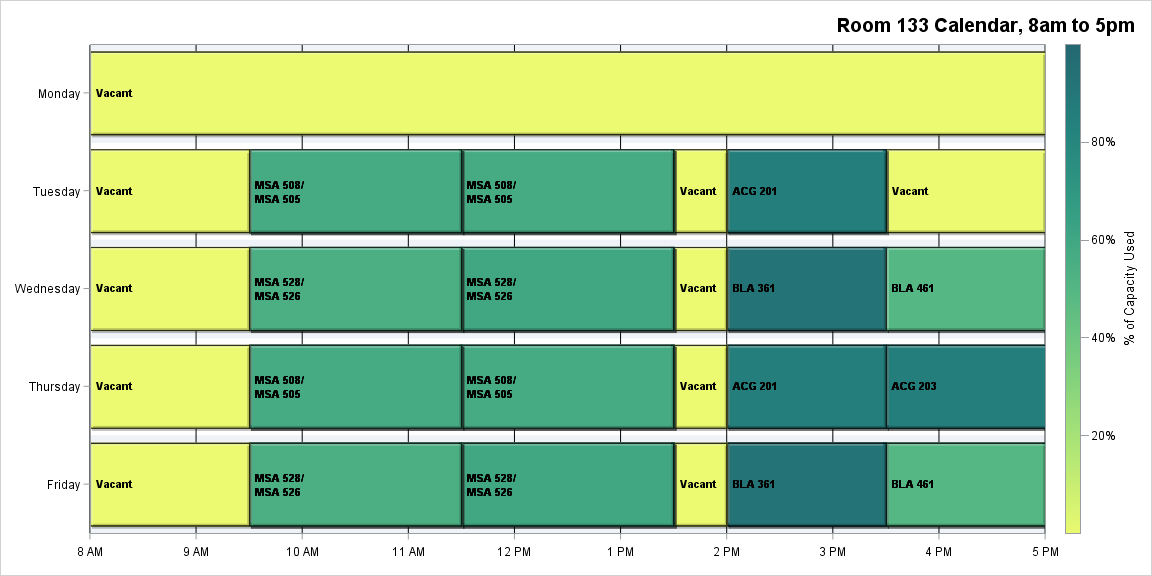 Room 133 Calendar, 8am to 5pm
Monday
Vacant
Tuesday
Vacant
MSA 508/
MSA 505
MSA 508/
MSA 505
Vacant
ACG 201
Vacant
Wednesday
Vacant
MSA 528/
MSA 526
MSA 528/
MSA 526
Vacant
BLA 361
BLA 461
Thursday
Vacant
MSA 508/
MSA 505
MSA 508/
MSA 505
Vacant
ACG 201
ACG 203
Friday
Vacant
MSA 528/
MSA 526
MSA 528/
MSA 526
Vacant
BLA 361
BLA 461
8 AM
9 AM
10 AM
11 AM
12 PM
1 PM
2 PM
3 PM
4 PM
5 PM
80%
60%
40%
20%
% of Capacity Used